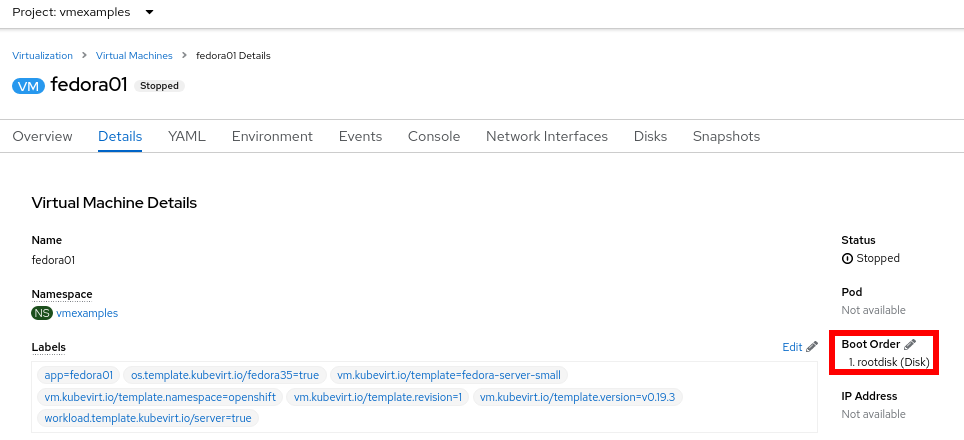 Project: vmexamples
Virtualization > Virtual Machines > fedora01 Details
VM fedora01 Stopped
Overview Details YAML Environment Events Console Network Interfaces Disks Snapshots
Virtual Machine Details
Name
fedora01
Namespace
NS vmexamples
Labels Edit
app=fedora01 os.template.kubevirt.io/fedora35=true vm.kubevirt.io/template=fedora-server-small
vm.kubevirt.io/template.namespace=openshift vm.kubevirt.io/template.revision=1 vm.kubevirt.io/template.version=v0.19.3
workload.template.kubevirt.io/server=true
Status
Stopped
Pod
Not available
Boot Order
1. rootdisk (Disk)
IP Address
Not available